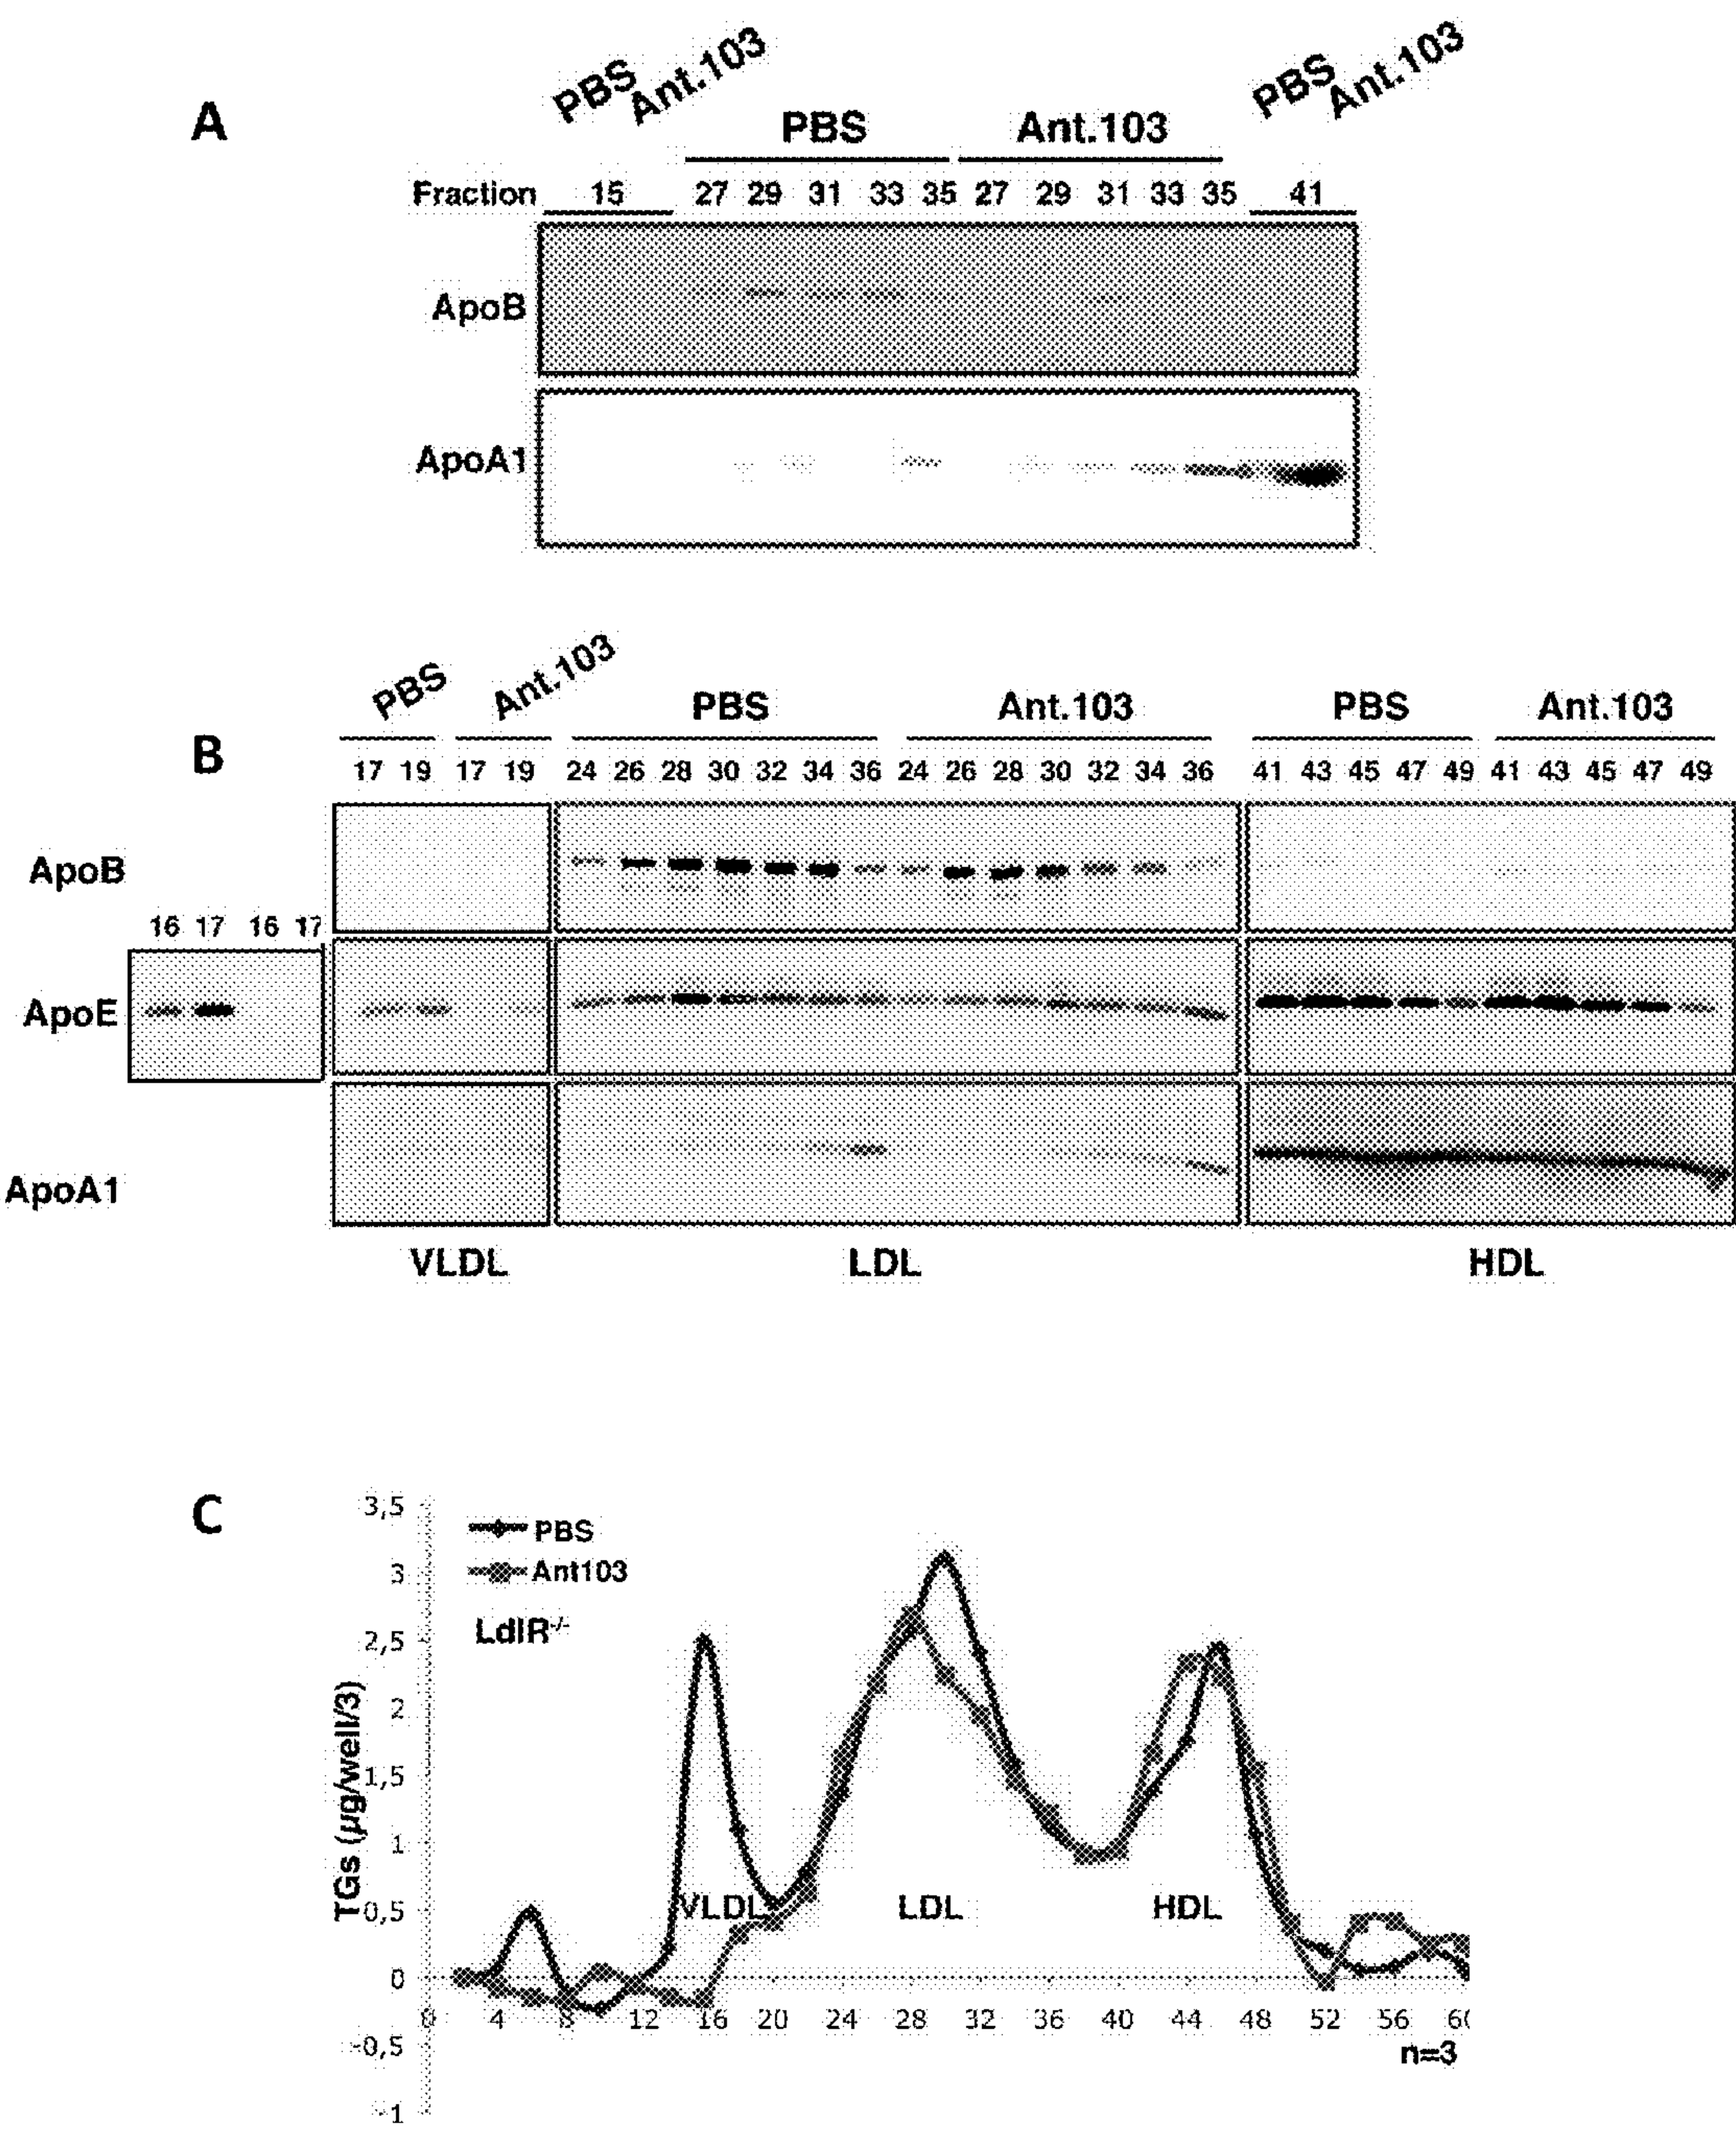 A
PBS Ant.103 PBS Ant.103 PBS Ant.103
Fraction 15 27 29 31 33 35 27 29 31 33 35 41
ApoB
ApoA1
B
PBS Ant.103 PBS Ant.103 PBS Ant.103
17 19 17 19 24 26 28 30 32 34 36 24 26 28 30 32 34 36 41 43 45 47 49 41 43 45 47 49
ApoB
16 17 16 17
ApoE
ApoA1
VLDL LDL HDL
C
PBS
Ant103
LdlR-/-
TGs (µg/well/3)
3,5
3
2,5
2
1,5
1
0,5
0
-0,5
-1
VLDL LDL HDL
0 4 8 12 16 20 24 28 32 36 40 44 48 52 56 60
n=3